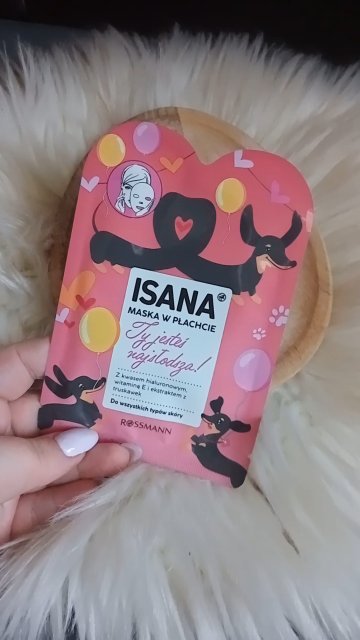 ISANA
MASKA W PŁACHCIE
Ty jesteś
najsłodsza!
Z kwasem hialuronowym,
witaminą E i ekstraktem z
truskawek
Do wszystkich typów skóry
ROSSMANN